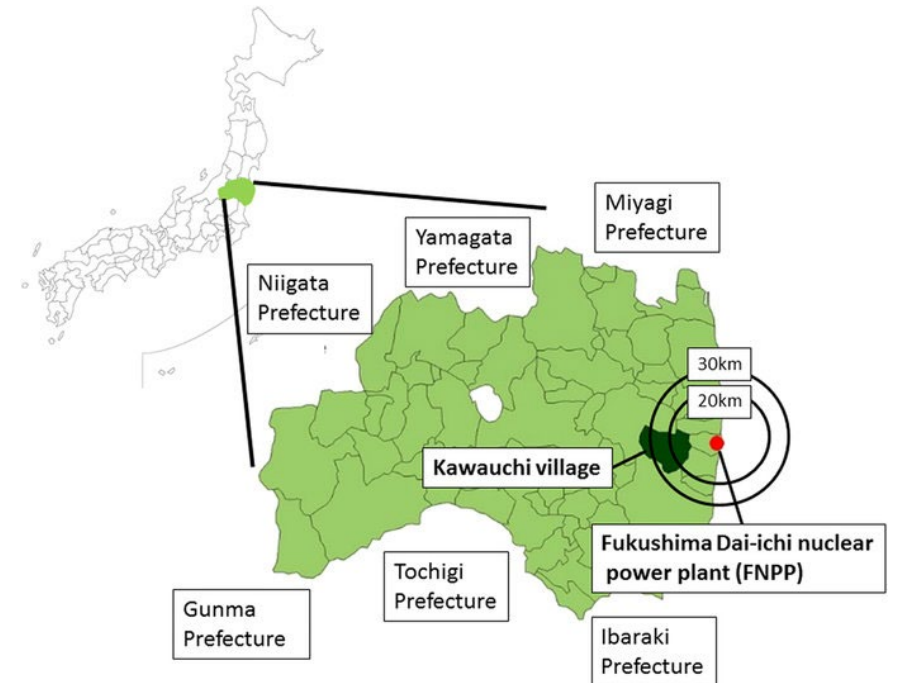 Miyagi
Prefecture
Yamagata
Prefecture
Niigata
Prefecture
30km
20km
Kawauchi village
Fukushima Dai-ichi nuclear
power plant (FNPP)
Tochigi
Prefecture
Gunma
Prefecture
Ibaraki
Prefecture